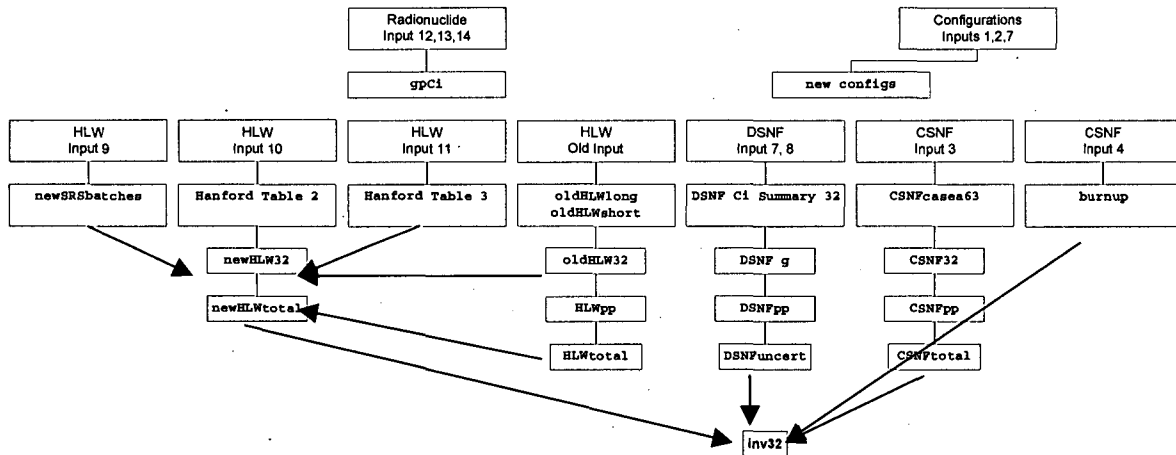 Radionuclide
Input 12,13,14
Configurations
Inputs 1,2,7
gpCi
new configs
HLW
Input 9
HLW
Input 10
HLW
Input 11
HLW
Old Input
DSNF
Input 7, 8
CSNF
Input 3
CSNF
Input 4
newSRSbatches
Hanford Table 2
Hanford Table 3
oldHLWlong
oldHLWshort
DSNF Ci Summary 32
CSNFcasea63
burnup
newHLW32
oldHLW32
DSNF g
CSNF32
newHLWtotal
HLWpp
DSNFpp
CSNFpp
HLWtotal
DSNFuncert
CSNFtotal
inv32